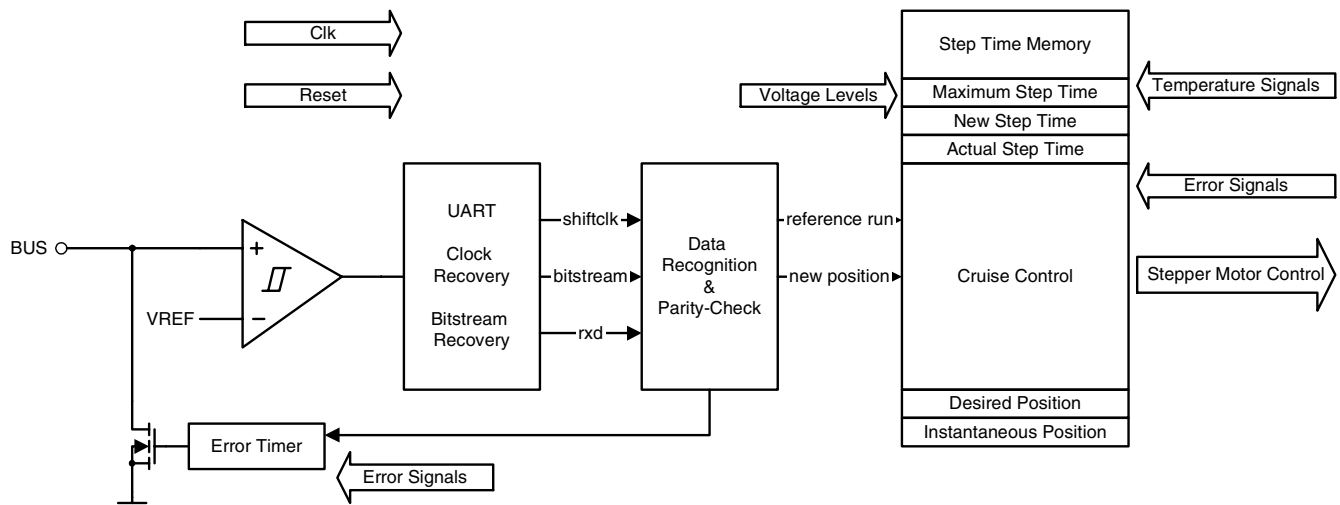 Clk
Reset
Voltage Levels
Step Time Memory
Maximum Step Time
New Step Time
Actual Step Time
Temperature Signals
Error Signals
BUS
+
VREF
−
UART
Clock
Recovery
Bitstream
Recovery
shiftclk
bitstream
rxd
Data
Recognition
&
Parity-Check
reference run
new position
Cruise Control
Stepper Motor Control
Desired Position
Instantaneous Position
Error Timer
Error Signals